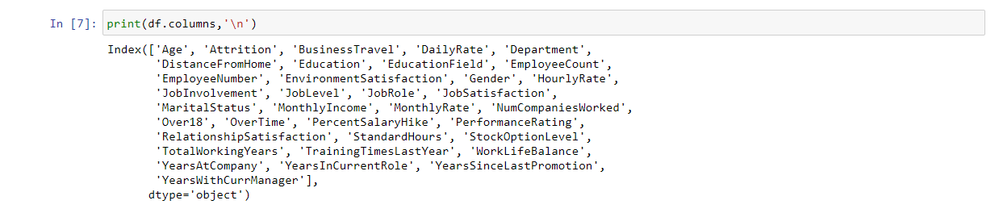 In [7]: print(df.columns,'\n')
Index(['Age', 'Attrition', 'BusinessTravel', 'DailyRate', 'Department',
'DistanceFromHome', 'Education', 'EducationField', 'EmployeeCount',
'EmployeeNumber', 'EnvironmentSatisfaction', 'Gender', 'HourlyRate',
'JobInvolvement', 'JobLevel', 'JobRole', 'JobSatisfaction',
'MaritalStatus', 'MonthlyIncome', 'MonthlyRate', 'NumCompaniesWorked',
'Over18', 'OverTime', 'PercentSalaryHike', 'PerformanceRating',
'RelationshipSatisfaction', 'StandardHours', 'StockOptionLevel',
'TotalWorkingYears', 'TrainingTimesLastYear', 'WorkLifeBalance',
'YearsAtCompany', 'YearsInCurrentRole', 'YearsSinceLastPromotion',
'YearsWithCurrManager'],
dtype='object')